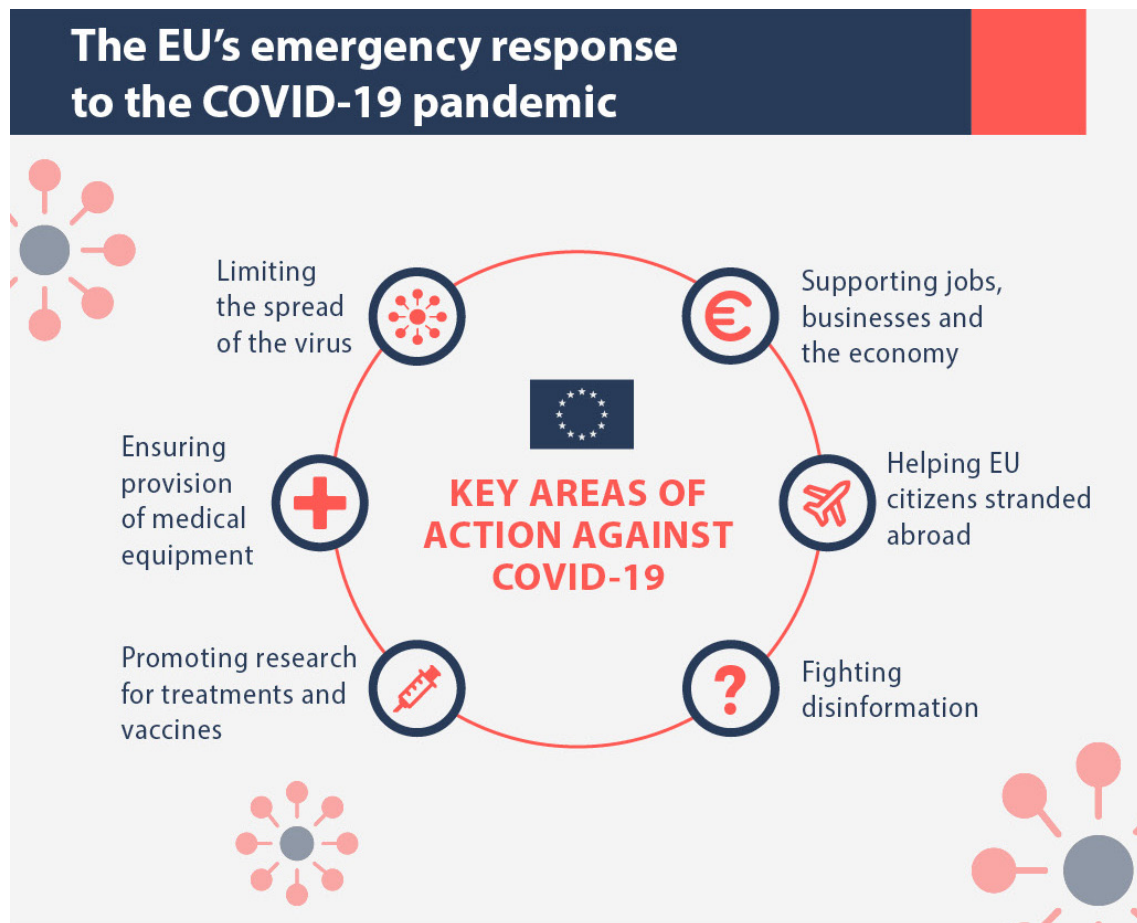 The EU’s emergency response
to the COVID-19 pandemic
Limiting
the spread
of the virus
Supporting jobs,
businesses and
the economy
Ensuring
provision
of medical
equipment
KEY AREAS OF
ACTION AGAINST
COVID-19
Helping EU
citizens stranded
abroad
Promoting research
for treatments and
vaccines
Fighting
disinformation